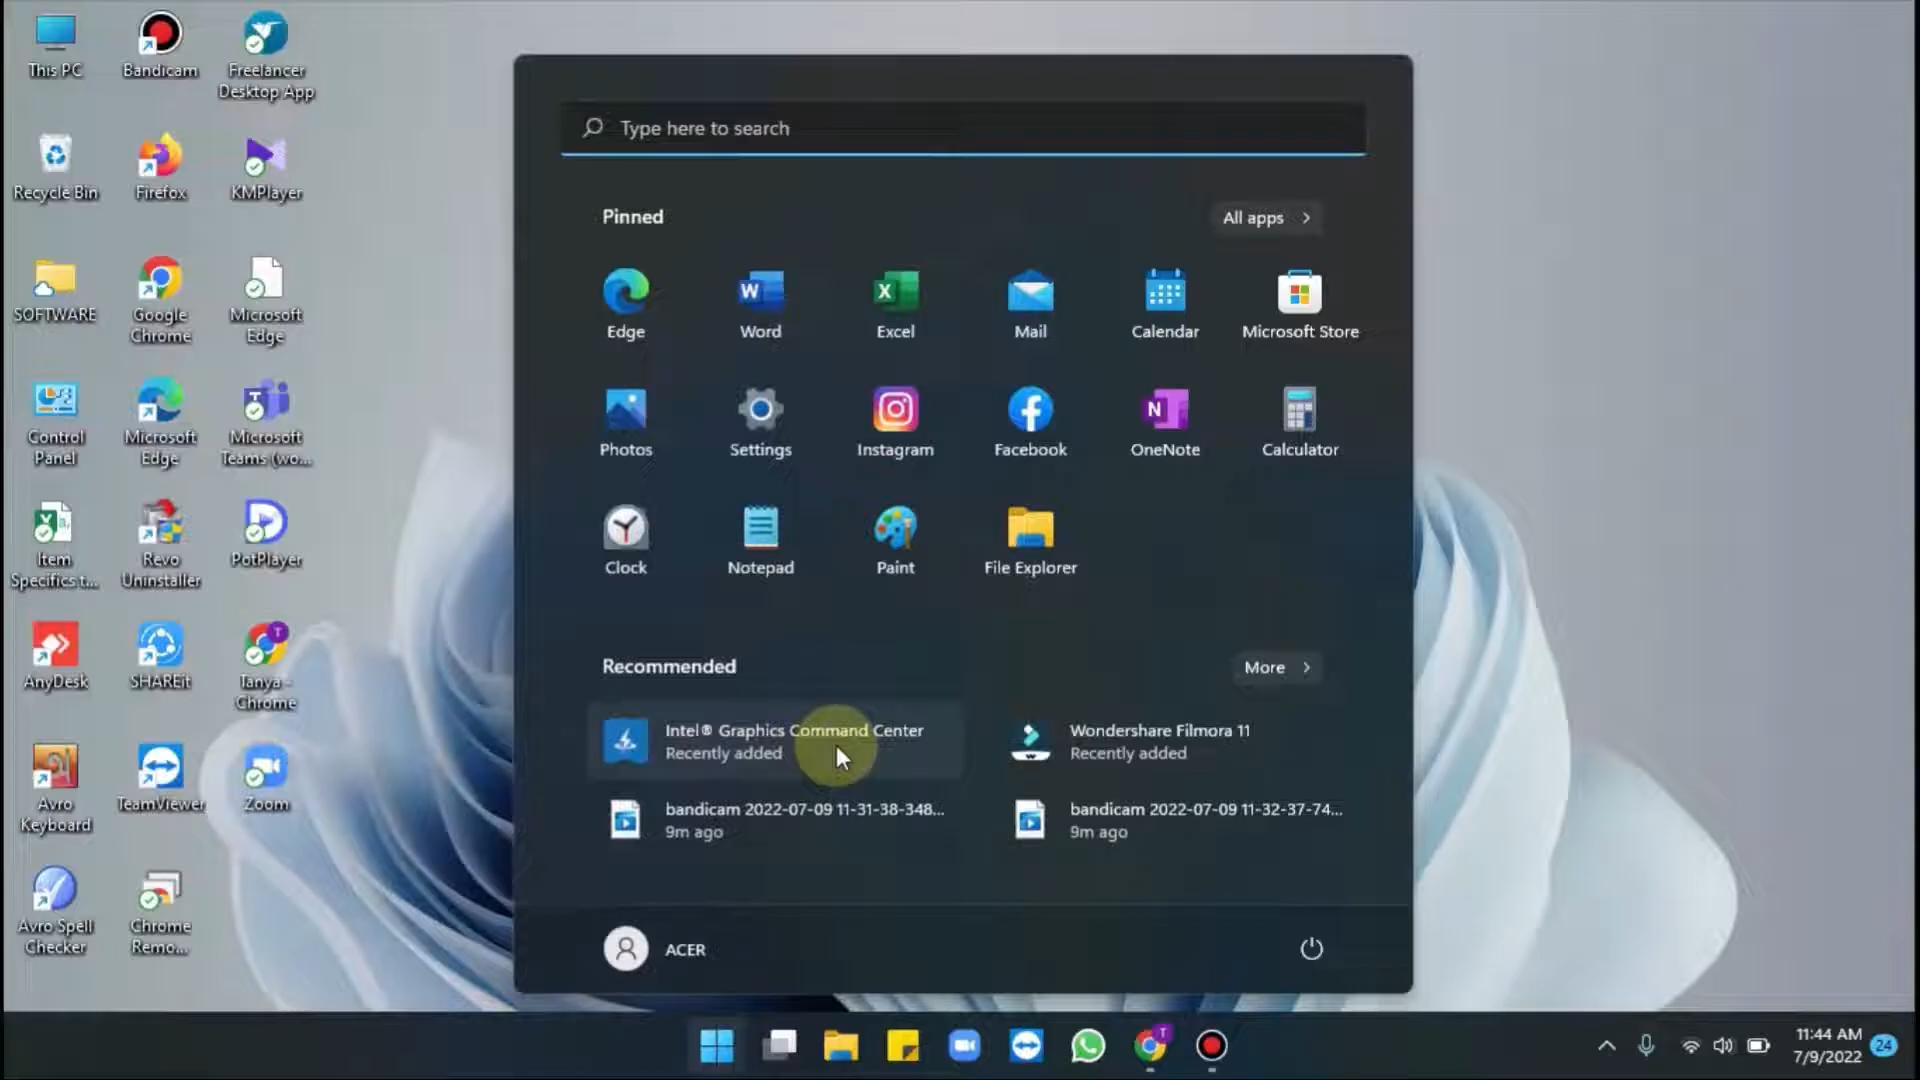 This PC
Bandicam
Freelancer
Desktop App
Recycle Bin
Firefox
KMPlayer
SOFTWARE
Google
Chrome
Microsoft
Edge
Control
Panel
Microsoft
Edge
Microsoft
Teams (wo...
Item
Specifics t...
Revo
Uninstaller
PotPlayer
AnyDesk
SHAREit
Tanya -
Chrome
Avro
Keyboard
TeamViewer
Zoom
Avro Spell
Checker
Chrome
Remo...
Type here to search
Pinned
All apps
Edge
Word
Excel
Mail
Calendar
Microsoft Store
Photos
Settings
Instagram
Facebook
OneNote
Calculator
Clock
Notepad
Paint
File Explorer
Recommended
More
Intel® Graphics Command Center
Recently added
Wondershare Filmora 11
Recently added
bandicam 2022-07-09 11-31-38-348...
9m ago
bandicam 2022-07-09 11-32-37-74...
9m ago
ACER
T
11:44 AM
7/9/2022
24